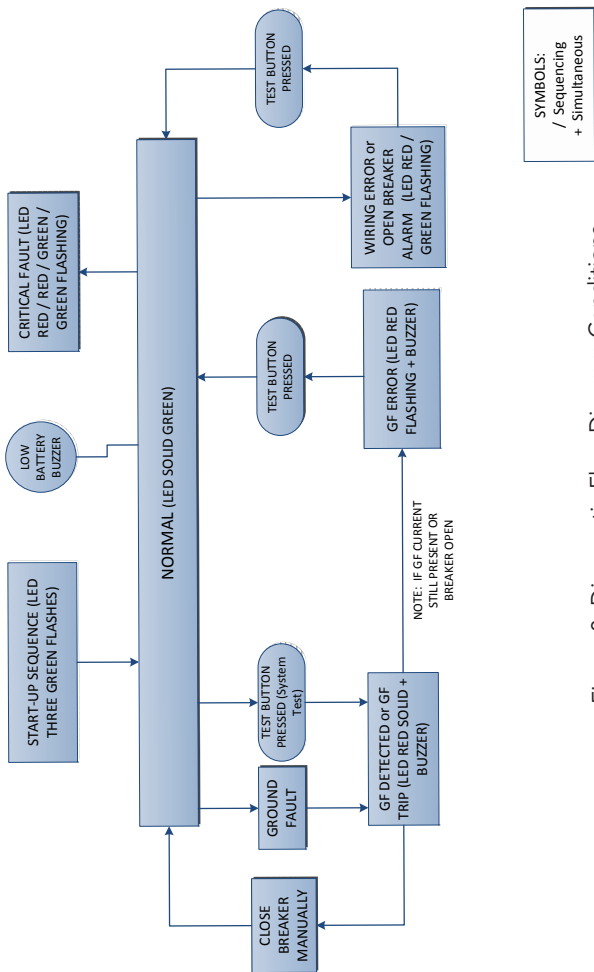 START-UP SEQUENCE (LED
THREE GREEN FLASHES)
LOW
BATTERY
BUZZER
CRITICAL FAULT (LED
RED / RED / GREEN /
GREEN FLASHING)
NORMAL (LED SOLID GREEN)
CLOSE
BREAKER
MANUALLY
GROUND
FAULT
TEST BUTTON
PRESSED (System
Test)
TEST BUTTON
PRESSED
TEST BUTTON
PRESSED
GF DETECTED or GF
TRIP (LED RED SOLID +
BUZZER)
NOTE: IF GF CURRENT
STILL PRESENT OR
BREAKER OPEN
GF ERROR (LED RED
FLASHING + BUZZER)
WIRING ERROR or
OPEN BREAKER
ALARM (LED RED /
GREEN FLASHING)
SYMBOLS:
/ Sequencing
+ Simultaneous